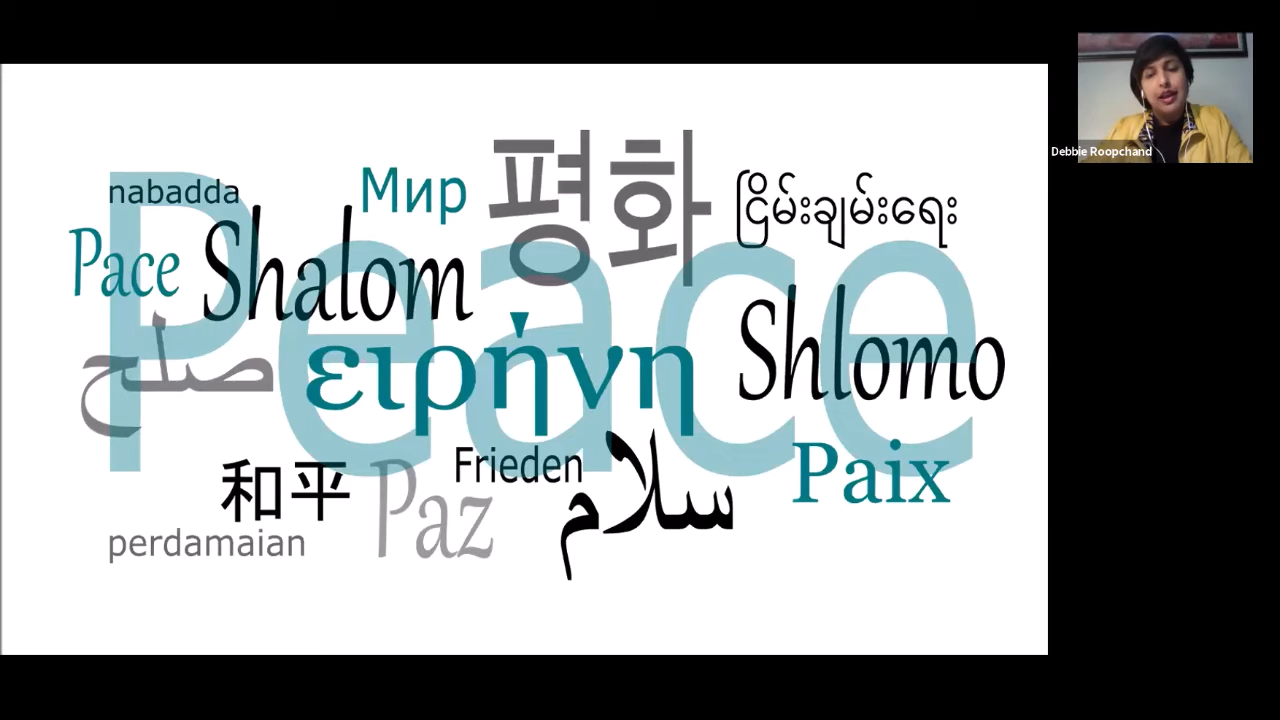 Peace
nabadda
Мир
평화
ငြိမ်းချမ်းရေး
Pace
Shalom
صلح
ειρήνη
Shlomo
和平
Paz
Frieden
سلام
Paix
perdamaian
Debbie Roopchand